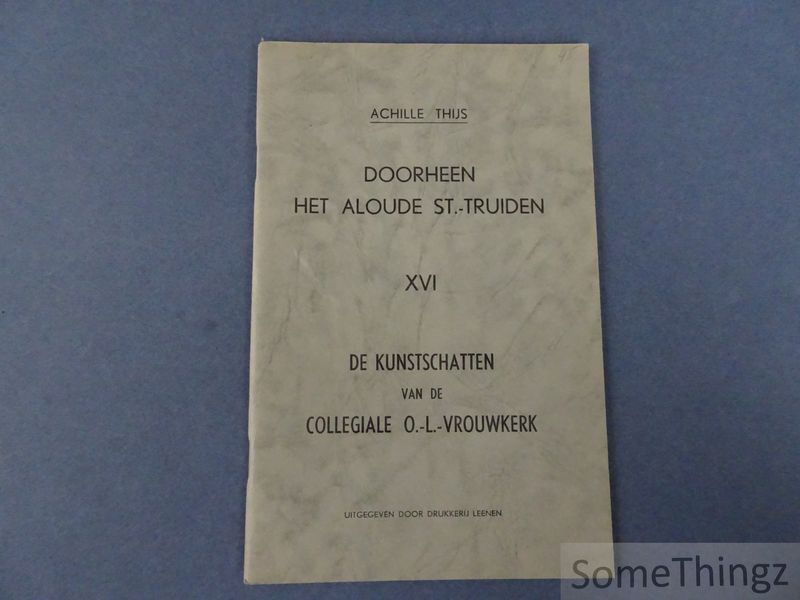 ACHILLE THIJS
DOORHEEN
HET ALOUDE ST.-TRUIDEN
XVI
DE KUNSTSCHATTEN
VAN DE
COLLEGIALE O.-L.-VROUWKERK
UITGEGEVEN DOOR DRUKKERIJ LEENEN
SomeThingz